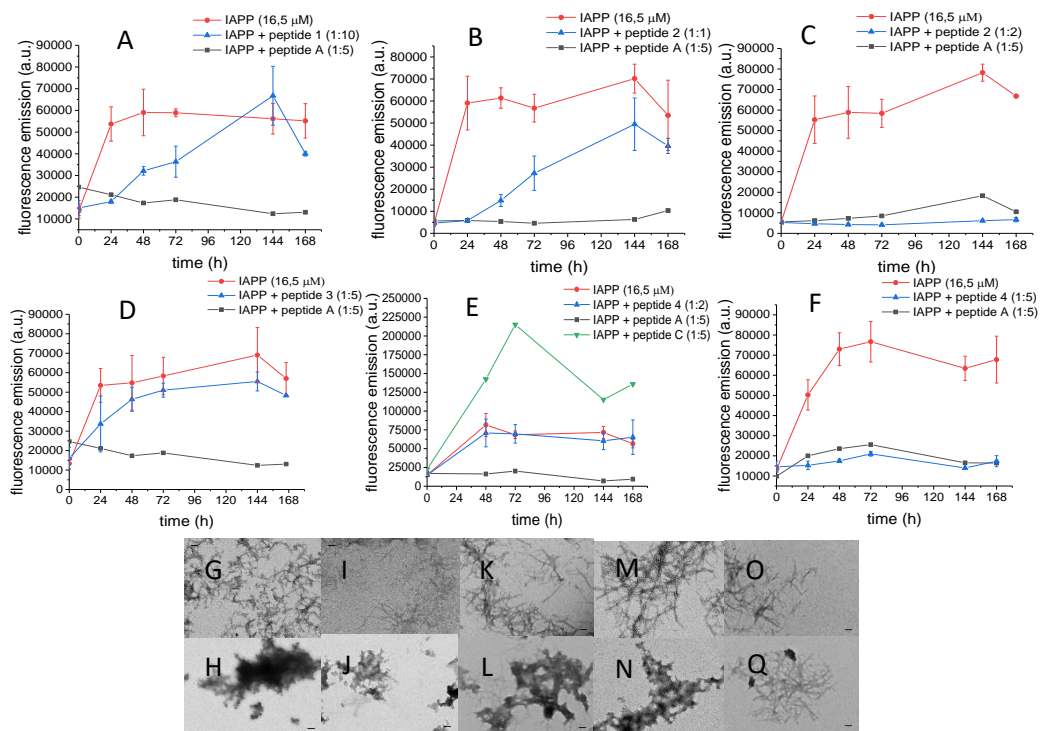 A
IAPP (16,5 μM)
IAPP + peptide 1 (1:10)
IAPP + peptide A (1:5)
fluorescence emission (a.u.)
90000
80000
70000
60000
50000
40000
30000
20000
10000
0 24 48 72 96 120 144 168
time (h)
B
IAPP (16,5 μM)
IAPP + peptide 2 (1:1)
IAPP + peptide A (1:5)
fluorescence emission (a.u.)
90000
80000
70000
60000
50000
40000
30000
20000
10000
0
0 24 48 72 96 120 144 168
time (h)
C
IAPP (16,5 μM)
IAPP + peptide 2 (1:2)
IAPP + peptide A (1:5)
fluorescence emission (a.u.)
90000
80000
70000
60000
50000
40000
30000
20000
10000
0
0 24 48 72 96 120 144 168
time (h)
D
IAPP (16,5 μM)
IAPP + peptide 3 (1:5)
IAPP + peptide A (1:5)
fluorescence emission (a.u.)
90000
80000
70000
60000
50000
40000
30000
20000
10000
0
0 24 48 72 96 120 144 168
time (h)
E
IAPP (16,5 μM)
IAPP + peptide 4 (1:2)
IAPP + peptide A (1:5)
IAPP + peptide C (1:5)
fluorescence emission (a.u.)
250000
225000
200000
175000
150000
125000
100000
75000
50000
25000
0
0 24 48 72 96 120 144 168
time (h)
F
IAPP (16,5 μM)
IAPP + peptide 4 (1:5)
IAPP + peptide A (1:5)
fluorescence emission (a.u.)
90000
80000
70000
60000
50000
40000
30000
20000
10000
0
0 24 48 72 96 120 144 168
time (h)
G I K M O
H J L N Q